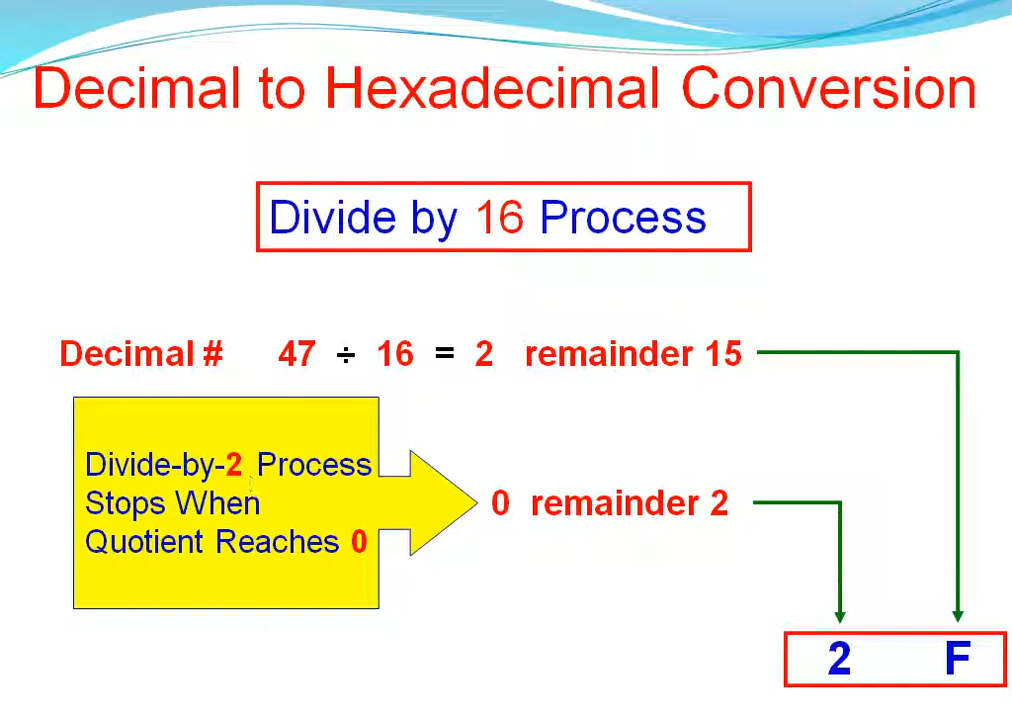 Decimal to Hexadecimal Conversion
Divide by 16 Process
Decimal # 47 ÷ 16 = 2 remainder 15
Divide-by-2 Process
Stops When
Quotient Reaches 0
0 remainder 2
2 F